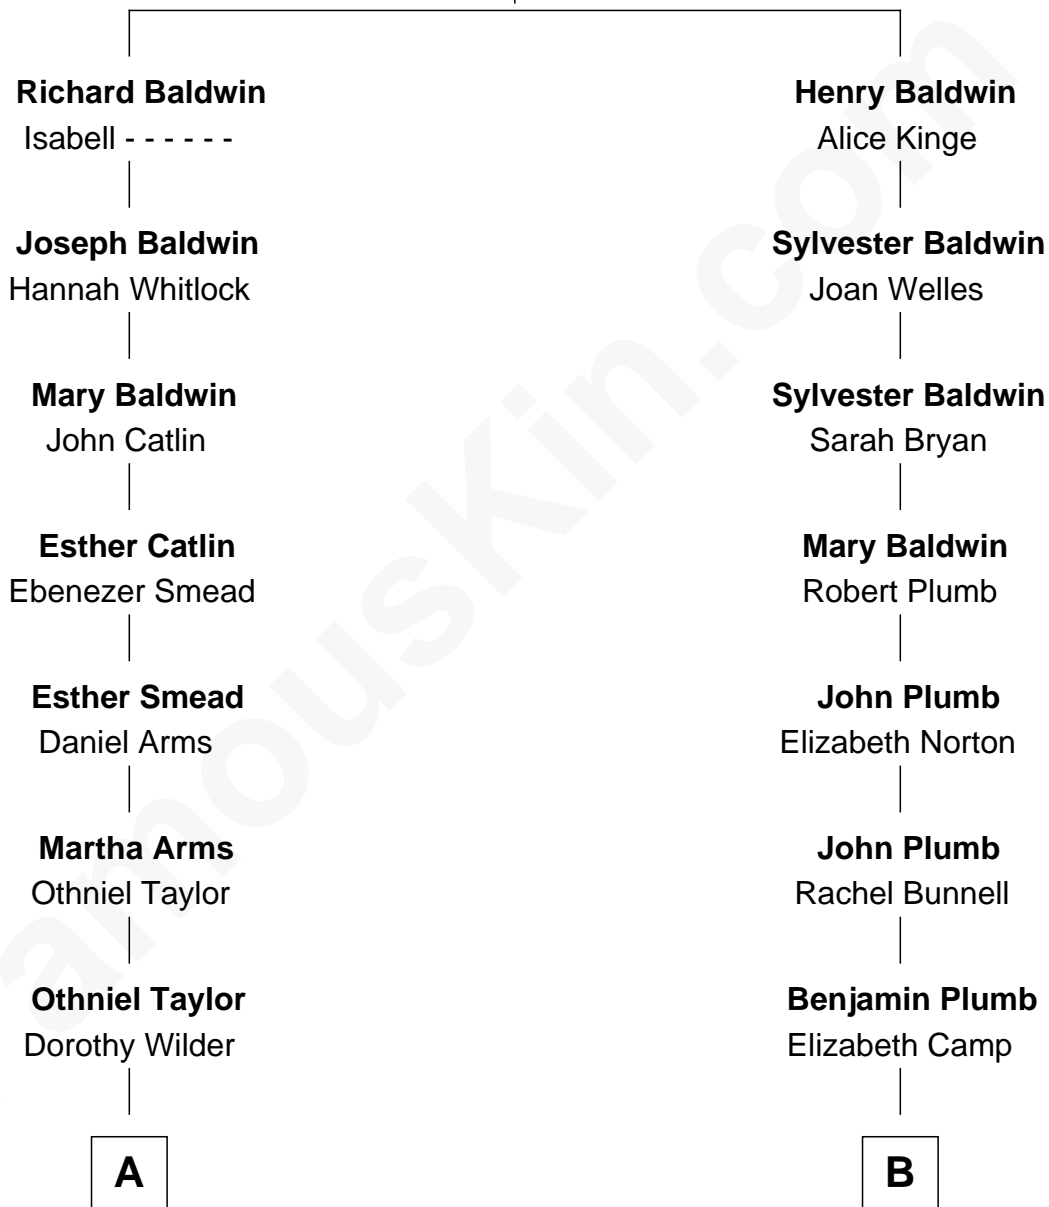 Richard Baldwin
Isabell - - - - - -
Henry Baldwin
Alice Kinge
Joseph Baldwin
Hannah Whitlock
Sylvester Baldwin
Joan Welles
Mary Baldwin
John Catlin
Sylvester Baldwin
Sarah Bryan
Esther Catlin
Ebenezer Smead
Mary Baldwin
Robert Plumb
Esther Smead
Daniel Arms
John Plumb
Elizabeth Norton
Martha Arms
Othniel Taylor
John Plumb
Rachel Bunnell
Othniel Taylor
Dorothy Wilder
Benjamin Plumb
Elizabeth Camp
A
B
amousKin.com